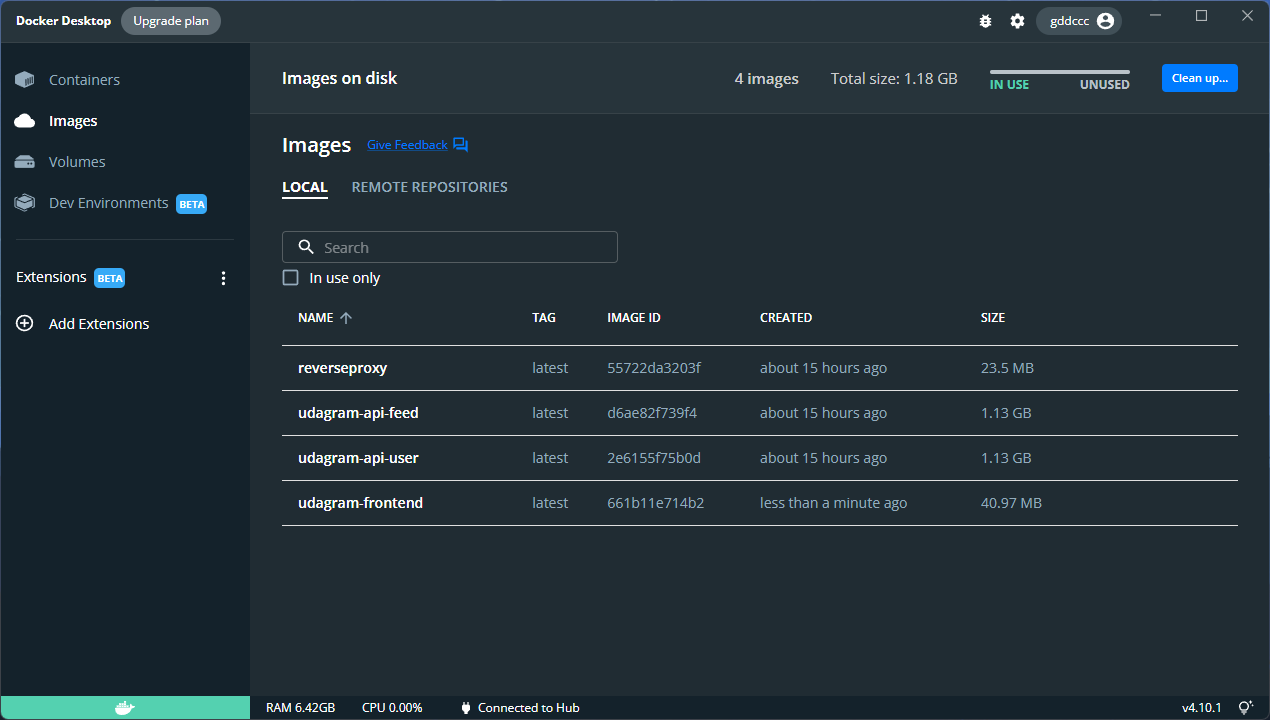 Docker Desktop Upgrade plan gddccc
Containers
Images
Volumes
Dev Environments BETA
Extensions BETA
Add Extensions
Images on disk 4 images Total size: 1.18 GB IN USE UNUSED Clean up...
Images Give Feedback
LOCAL REMOTE REPOSITORIES
Search
In use only
NAME TAG IMAGE ID CREATED SIZE
reverseproxy latest 55722da3203f about 15 hours ago 23.5 MB
udagram-api-feed latest d6ae82f739f4 about 15 hours ago 1.13 GB
udagram-api-user latest 2e6155f75b0d about 15 hours ago 1.13 GB
udagram-frontend latest 661b11e714b2 less than a minute ago 40.97 MB
RAM 6.42GB CPU 0.00% Connected to Hub v4.10.1